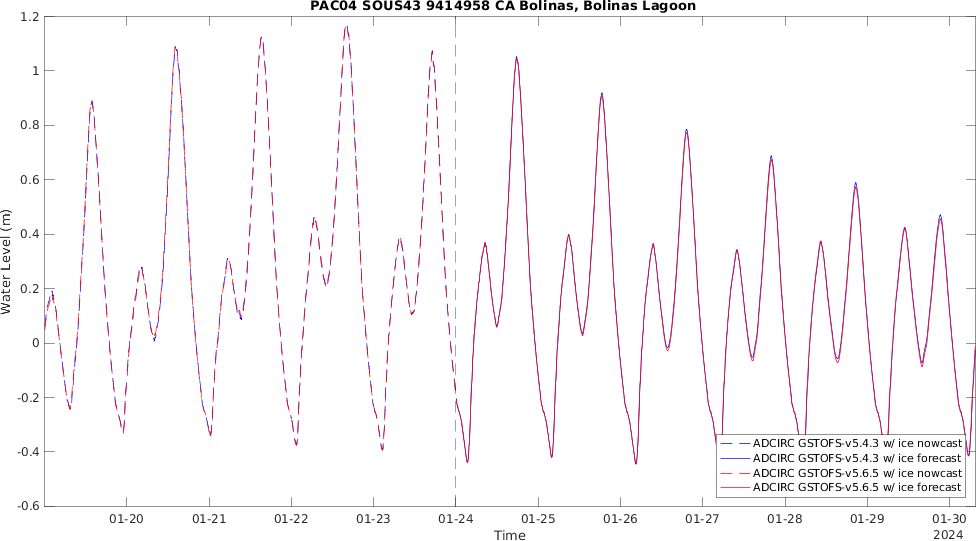 PAC04 SOUS43 9414958 CA Bolinas, Bolinas Lagoon
Water Level (m)
1.2
1
0.8
0.6
0.4
0.2
0
-0.2
-0.4
-0.6
ADCIRC GSTOFS-v5.4.3 w/ ice nowcast
ADCIRC GSTOFS-v5.4.3 w/ ice forecast
ADCIRC GSTOFS-v5.6.5 w/ ice nowcast
ADCIRC GSTOFS-v5.6.5 w/ ice forecast
01-20 01-21 01-22 01-23 01-24 01-25 01-26 01-27 01-28 01-29 01-30
Time
2024